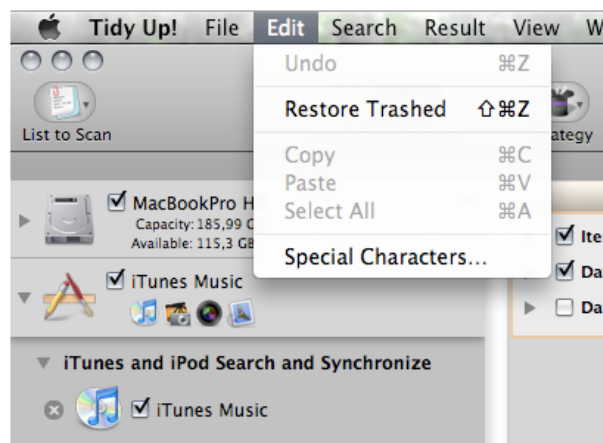 Tidy Up! File Edit Search Result View W
Undo ⌘Z
Restore Trashed ⇧⌘Z
List to Scan
ategy
Copy ⌘C
Paste ⌘V
Select All ⌘A
Special Characters...
MacBookPro H
Capacity: 185,99 G
Available: 115,3 GB
Ite
Da
Da
iTunes Music
iTunes and iPod Search and Synchronize
iTunes Music